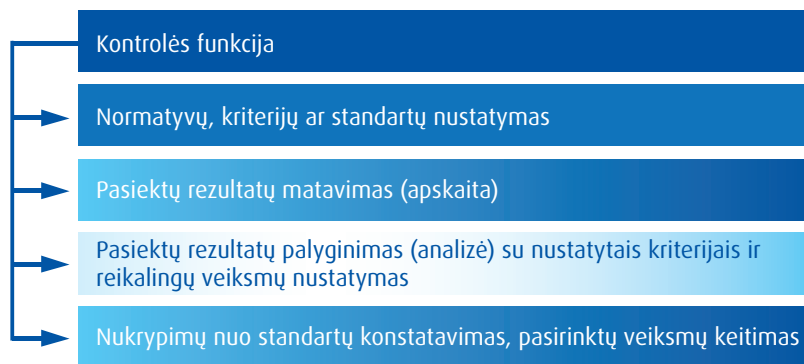 Kontrolės funkcija
Normatyvų, kriterijų ar standartų nustatymas
Pasiektų rezultatų matavimas (apskaita)
Pasiektų rezultatų palyginimas (analizė) su nustatytais kriterijais ir
reikalingų veiksmų nustatymas
Nukrypimų nuo standartų konstatavimas, pasirinktų veiksmų keitimas